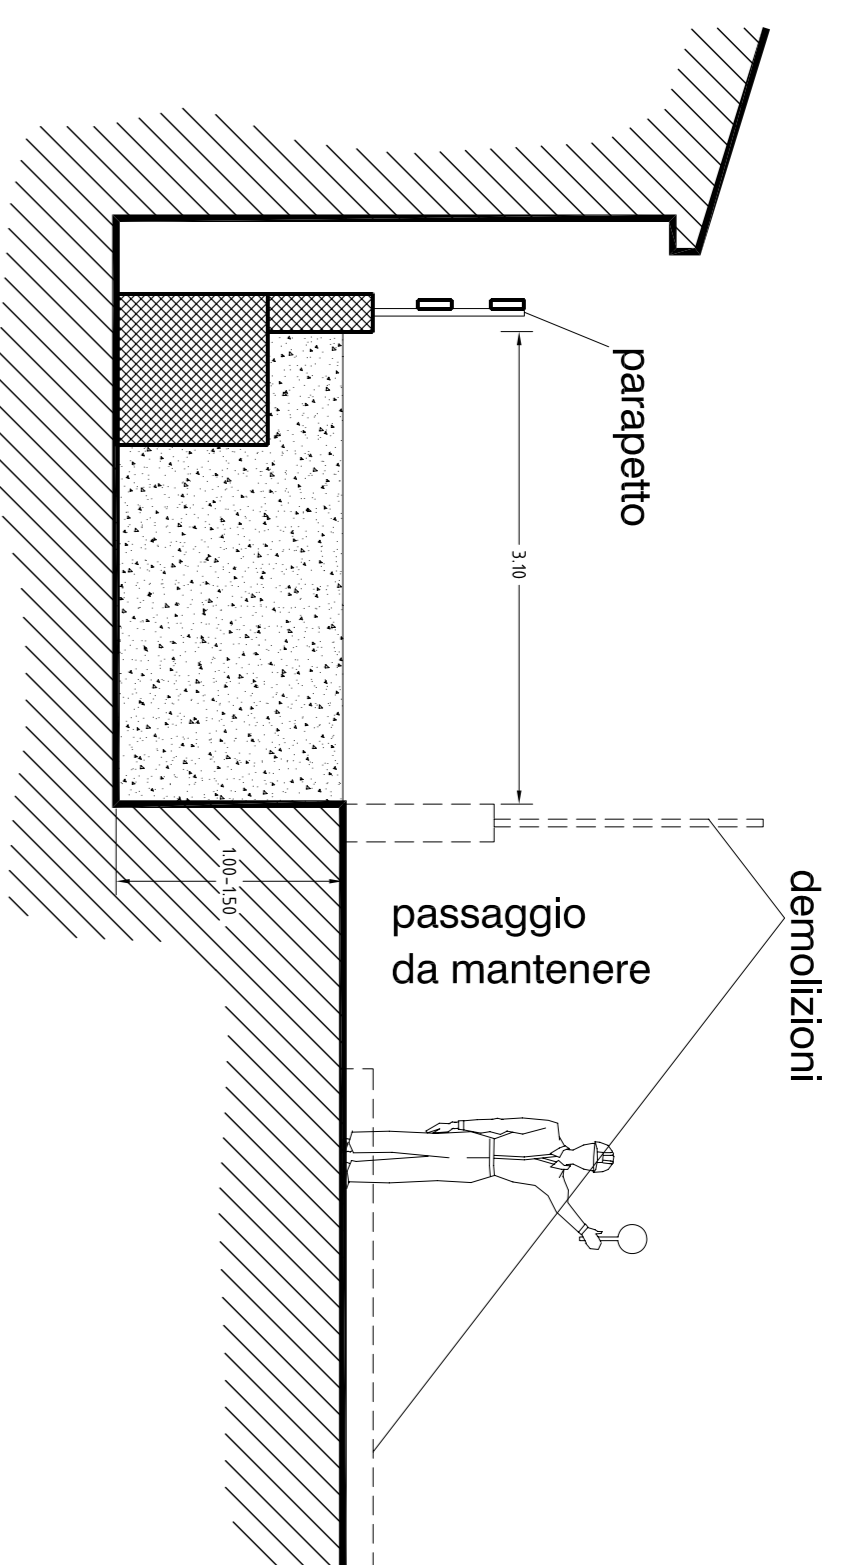 parapetto
3.10
demolizioni
1.00-1.50
passaggio
da mantenere